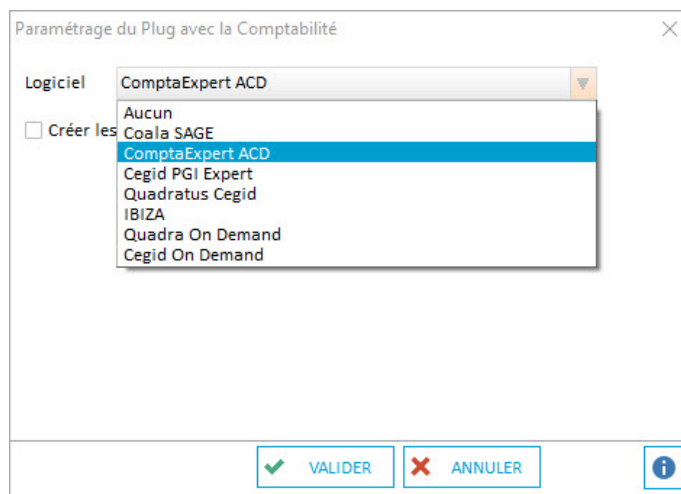 Paramétrage du Plug avec la Comptabilité
Logiciel ComptaExpert ACD
Aucun
Créer les
Coala SAGE
ComptaExpert ACD
Cegid PGI Expert
Quadratus Cegid
IBIZA
Quadra On Demand
Cegid On Demand
VALIDER ANNULER